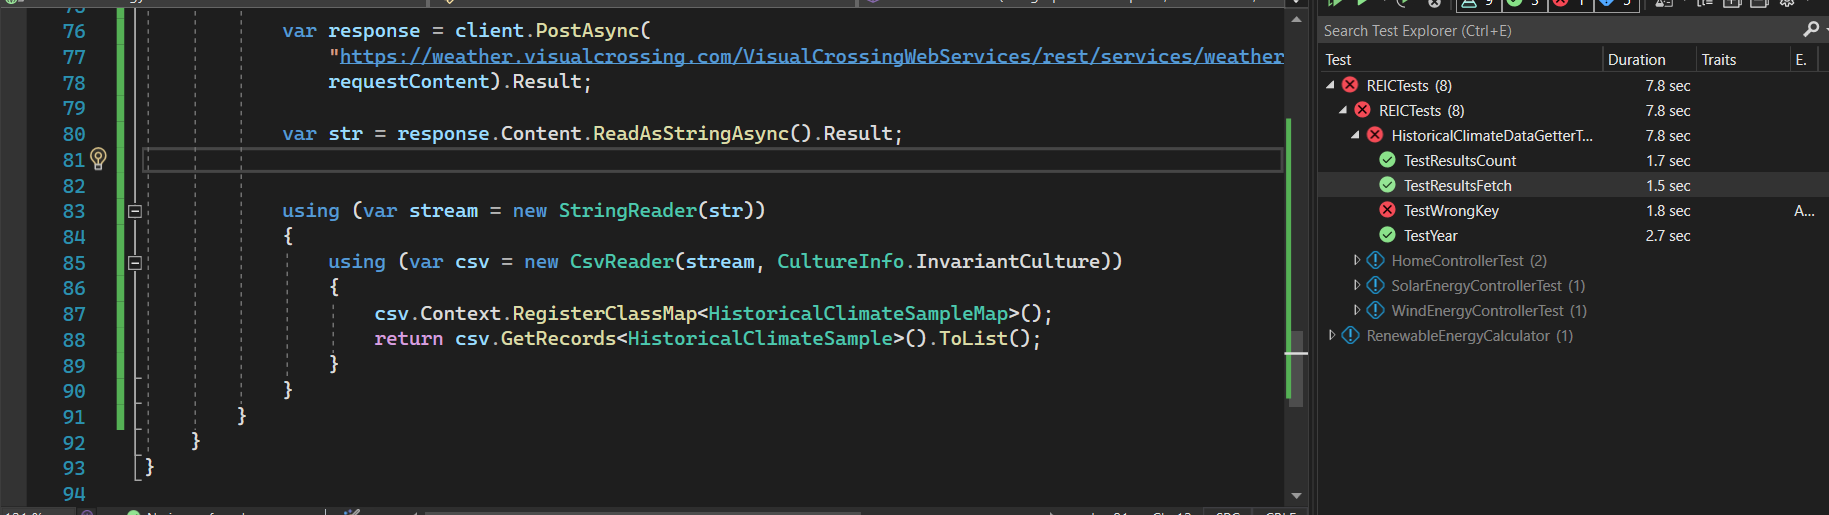 76 var response = client.PostAsync(
77 "https://weather.visualcrossing.com/VisualCrossingWebServices/rest/services/weather
78 requestContent).Result;
79
80 var str = response.Content.ReadAsStringAsync().Result;
81
82
83 using (var stream = new StringReader(str))
84 {
85 using (var csv = new CsvReader(stream, CultureInfo.InvariantCulture))
86 {
87 csv.Context.RegisterClassMap<HistoricalClimateSampleMap>();
88 return csv.GetRecords<HistoricalClimateSample>().ToList();
89 }
90 }
91 }
92 }
93 }
94
Search Test Explorer (Ctrl+E)
Test Duration Traits E.
REICTests (8) 7.8 sec
REICTests (8) 7.8 sec
HistoricalClimateDataGetterT... 7.8 sec
TestResultsCount 1.7 sec
TestResultsFetch 1.5 sec
TestWrongKey 1.8 sec A...
TestYear 2.7 sec
HomeControllerTest (2)
SolarEnergyControllerTest (1)
WindEnergyControllerTest (1)
RenewableEnergyCalculator (1)